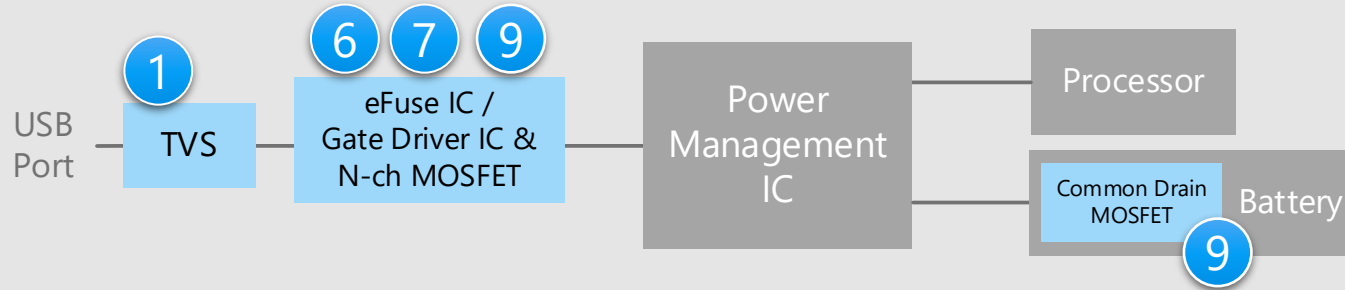 USB
Port
1
TVS
6
7
9
eFuse IC /
Gate Driver IC &
N-ch MOSFET
Power
Management
IC
Processor
Common Drain
MOSFET
Battery
9